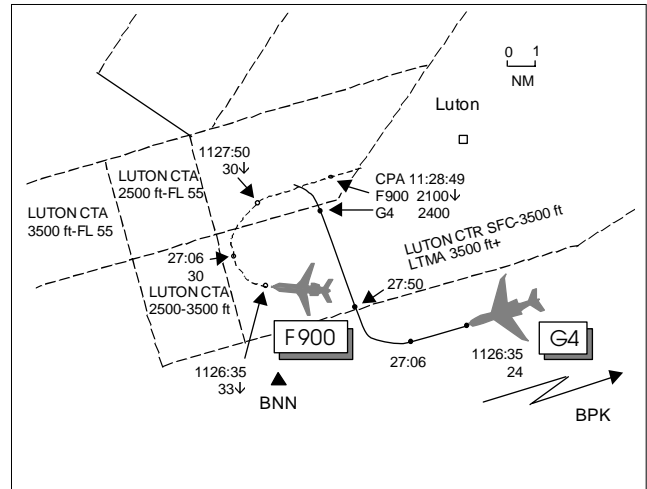 0 1
NM
Luton
1127:50
30↓
LUTON CTA
2500 ft-FL 55
CPA 11:28:49
F900 2100↓
G4 2400
LUTON CTA
3500 ft-FL 55
LUTON CTR SFC-3500 ft
LTMA 3500 ft+
27:06
30
27:50
LUTON CTA
2500-3500 ft
F900
G4
1126:35
33↓
27:06
1126:35
24
BNN
BPK